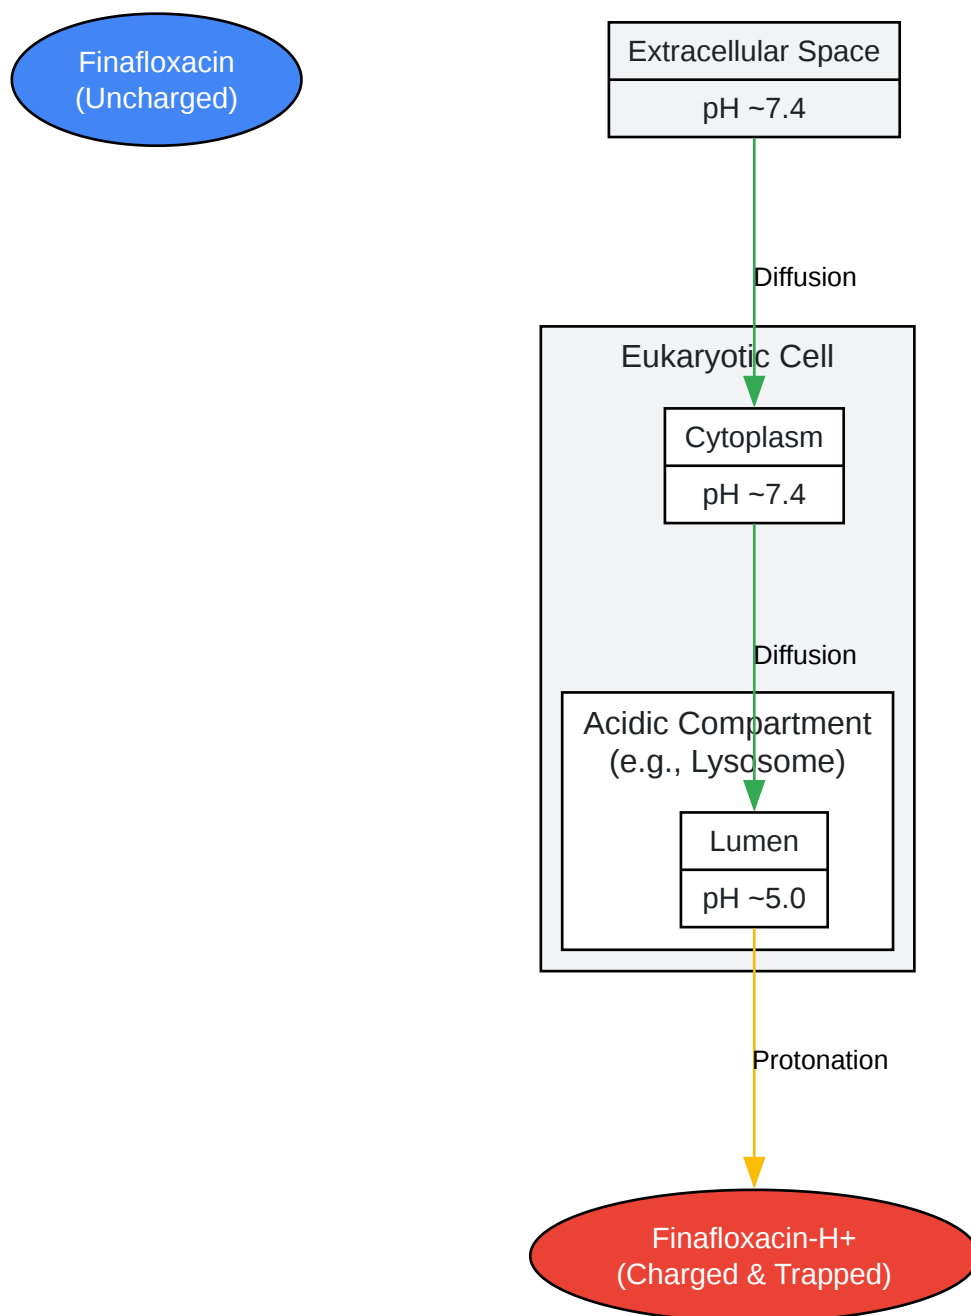 Finafloxacin
(Uncharged)
Extracellular Space
pH ~7.4
Diffusion
Eukaryotic Cell
Cytoplasm
pH ~7.4
Diffusion
Acidic Compartment
(e.g., Lysosome)
Lumen
pH ~5.0
Protonation
Finafloxacin-H+
(Charged & Trapped)